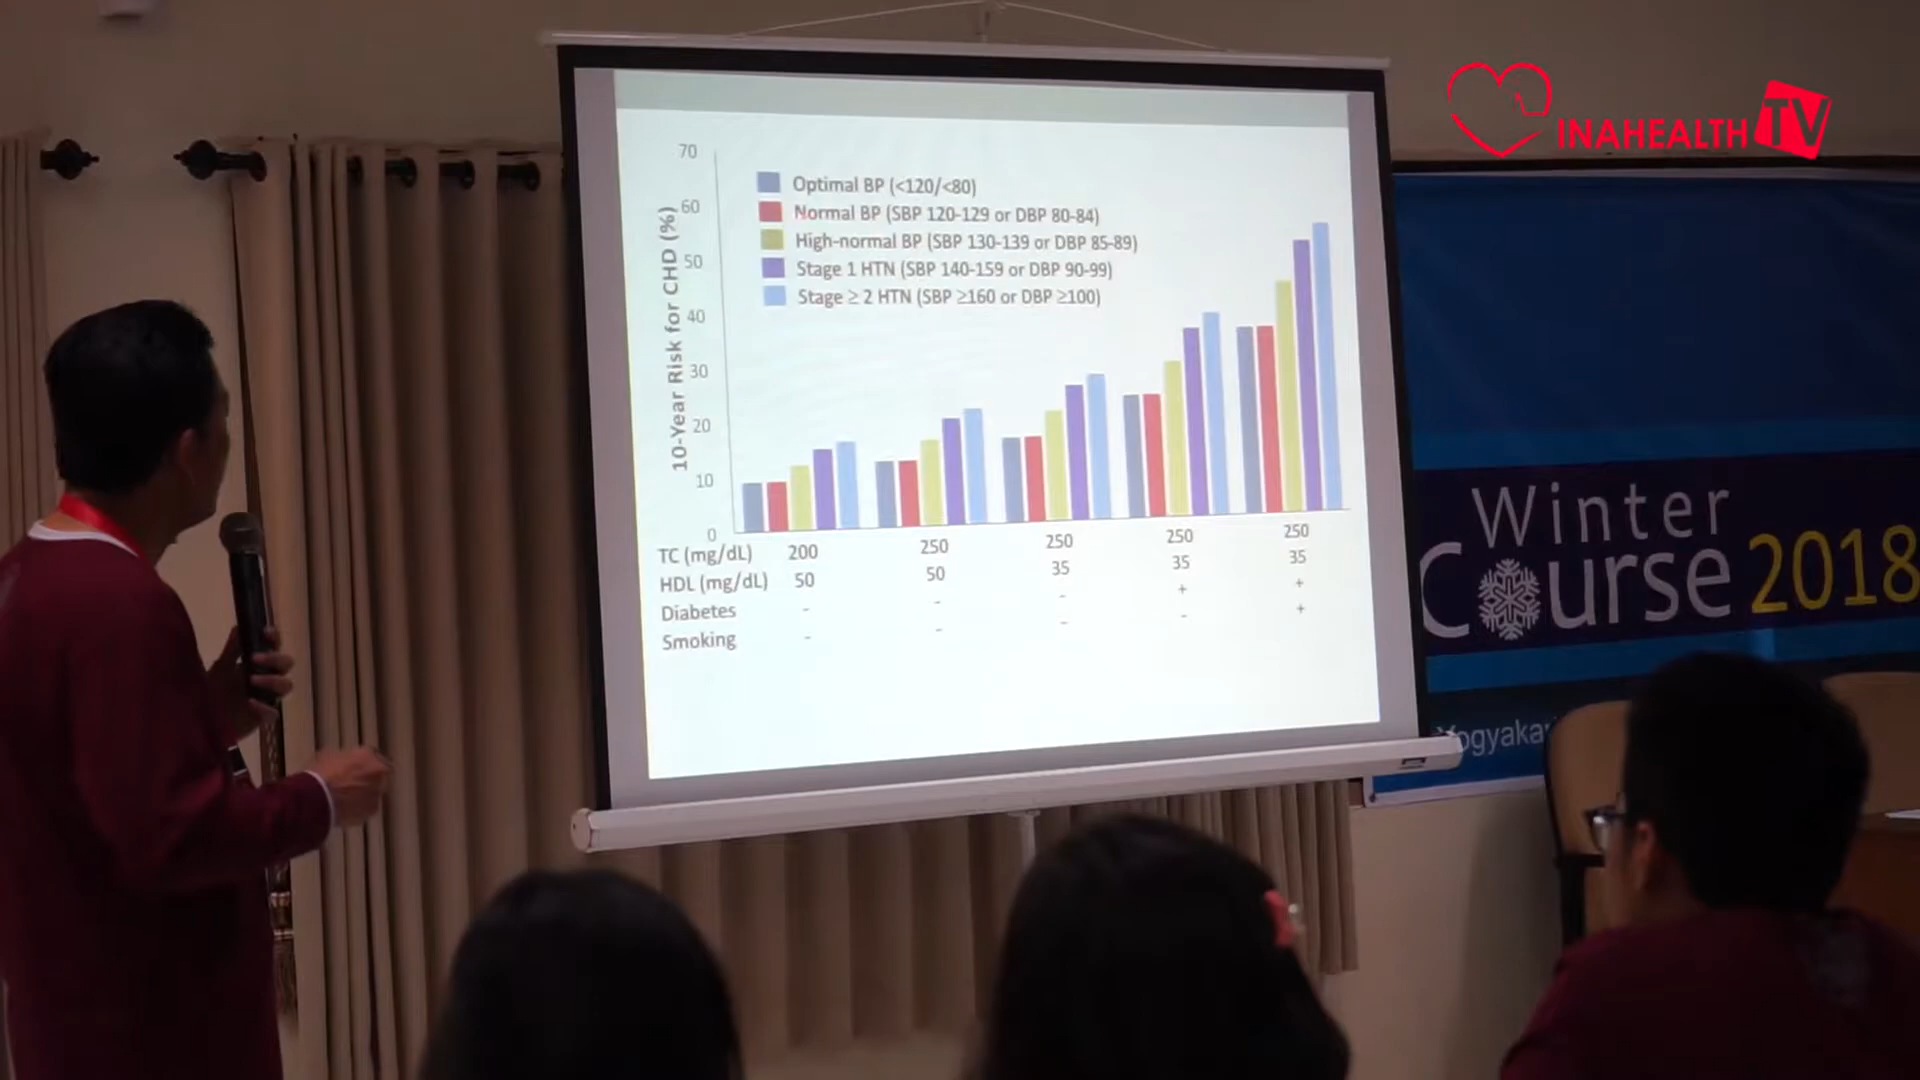 INAHEALTH TV
70
60
50
40
30
20
10
0
10-Year Risk for CHD (%)
Optimal BP (<120/<80)
Normal BP (SBP 120-129 or DBP 80-84)
High-normal BP (SBP 130-139 or DBP 85-89)
Stage 1 HTN (SBP 140-159 or DBP 90-99)
Stage ≥ 2 HTN (SBP ≥160 or DBP ≥100)
TC (mg/dL) 200 250 250 250 250
HDL (mg/dL) 50 50 35 35 35
Diabetes - - - + +
Smoking - - - - +
Winter
Course 2018